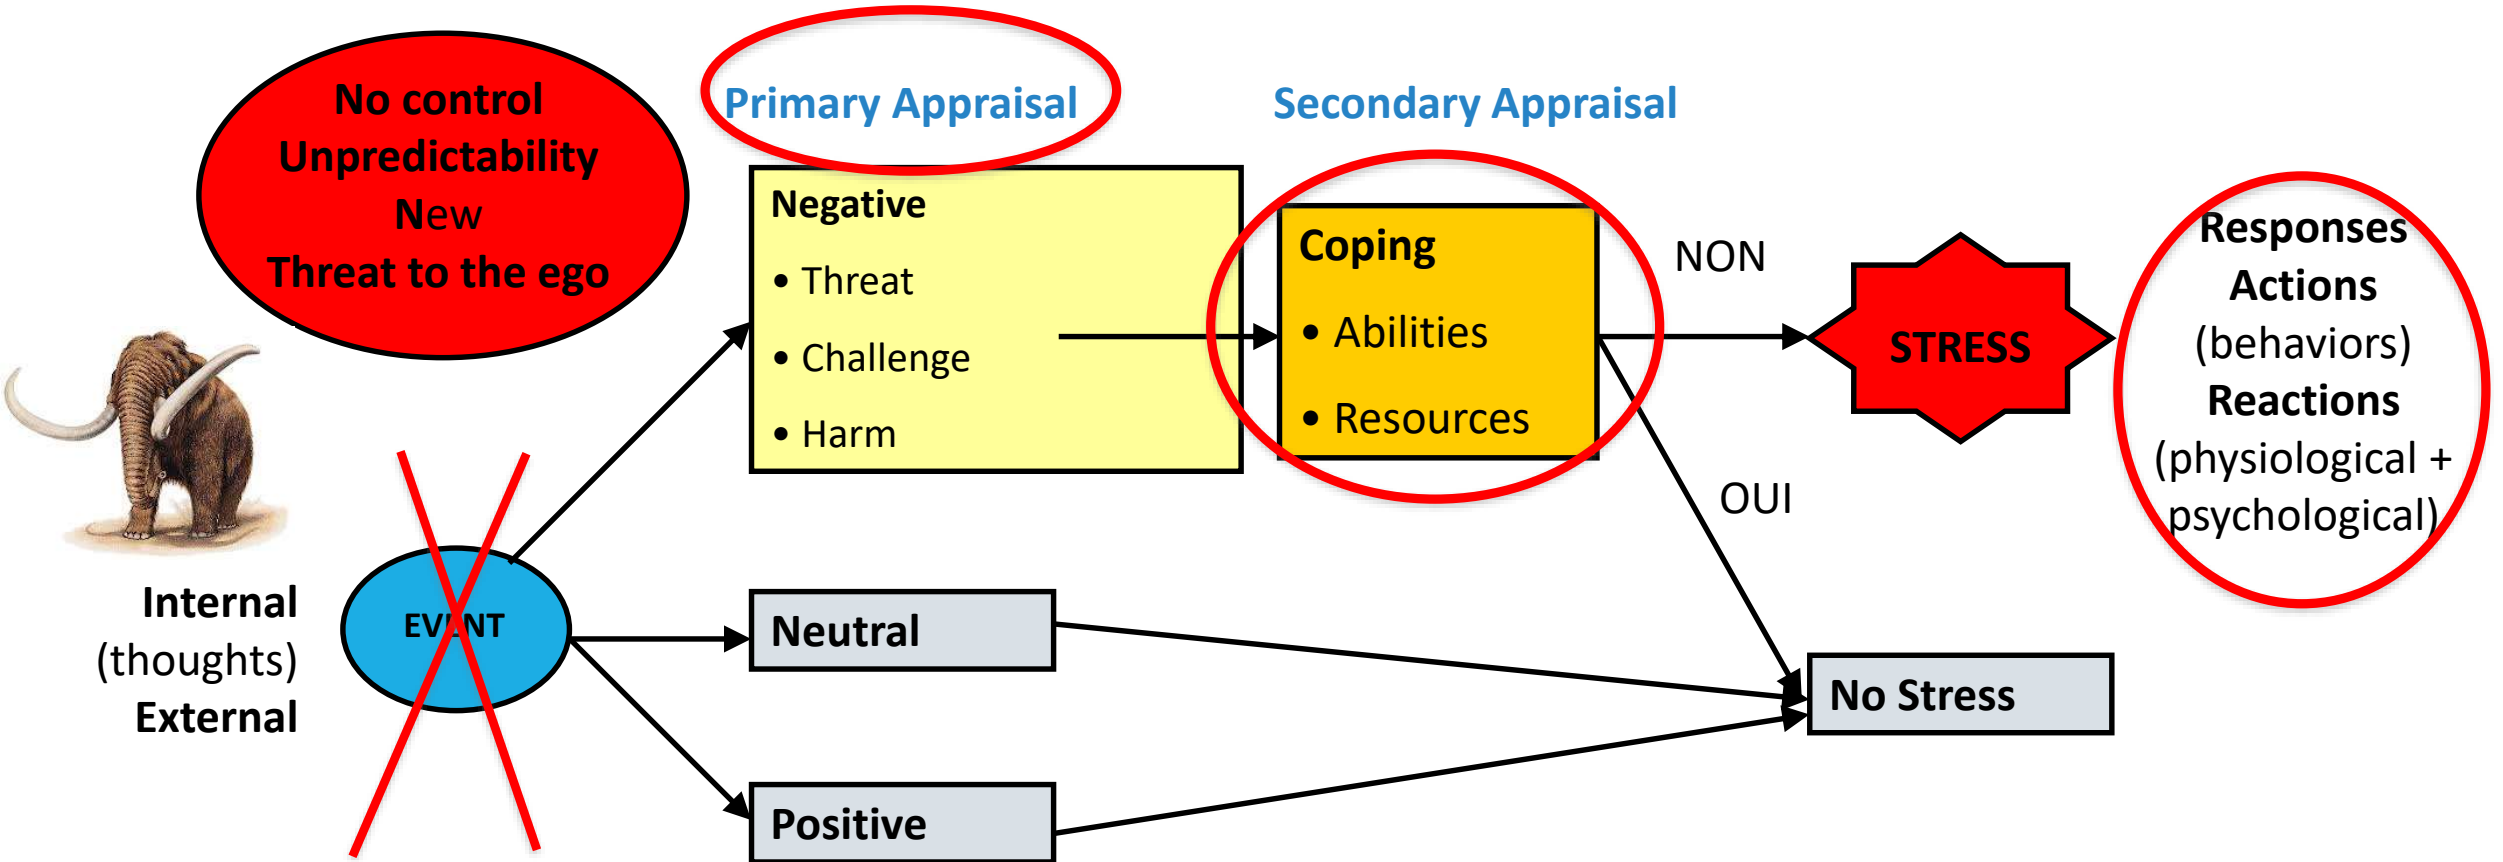 No control
Unpredictability
New
Threat to the ego
Primary Appraisal
Secondary Appraisal
Negative
• Threat
• Challenge
• Harm
Coping
• Abilities
• Resources
NON
OUI
STRESS
Responses
Actions
(behaviors)
Reactions
(physiological +
psychological)
Internal
(thoughts)
External
EVENT
Neutral
Positive
No Stress